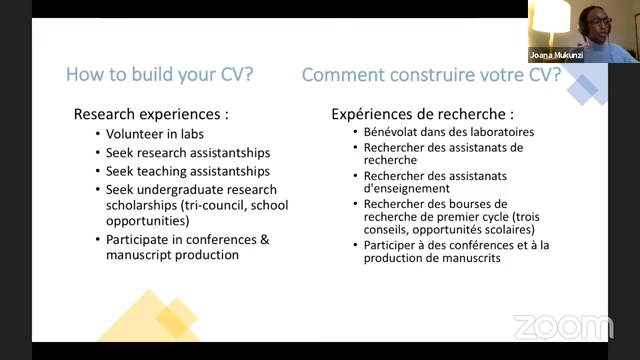 Joana Mukunzi
How to build your CV?
Research experiences :
• Volunteer in labs
• Seek research assistantships
• Seek teaching assistantships
• Seek undergraduate research
scholarships (tri-council, school
opportunities)
• Participate in conferences &
manuscript production
Comment construire votre CV?
Expériences de recherche :
• Bénévolat dans des laboratoires
• Rechercher des assistanats de
recherche
• Rechercher des assistanats
d'enseignement
• Rechercher des bourses de
recherche de premier cycle (trois
conseils, opportunités scolaires)
• Participer à des conférences et à la
production de manuscrits
zoom